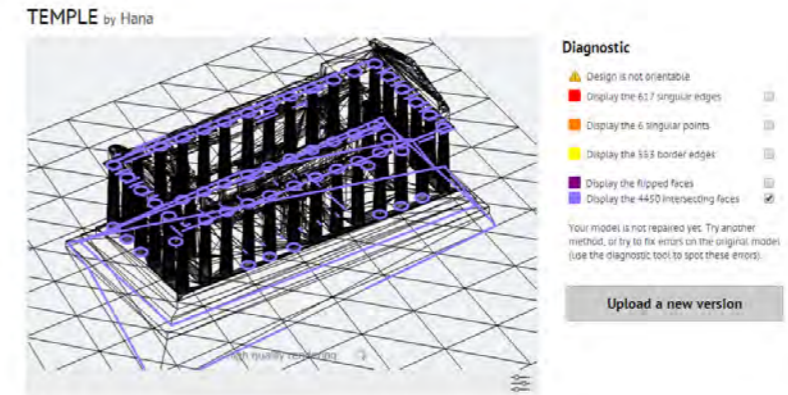 TEMPLE by Hana
Diagnostic
Design is not orientable
Display the 617 singular edges
Display the 6 singular points
Display the 553 border edges
Display the flipped faces
Display the 4450 intersecting faces
Your model is not repaired yet. Try another
method, or try to fix errors on the original model
(use the diagnostic tool to spot these errors).
Upload a new version
high quality rendering